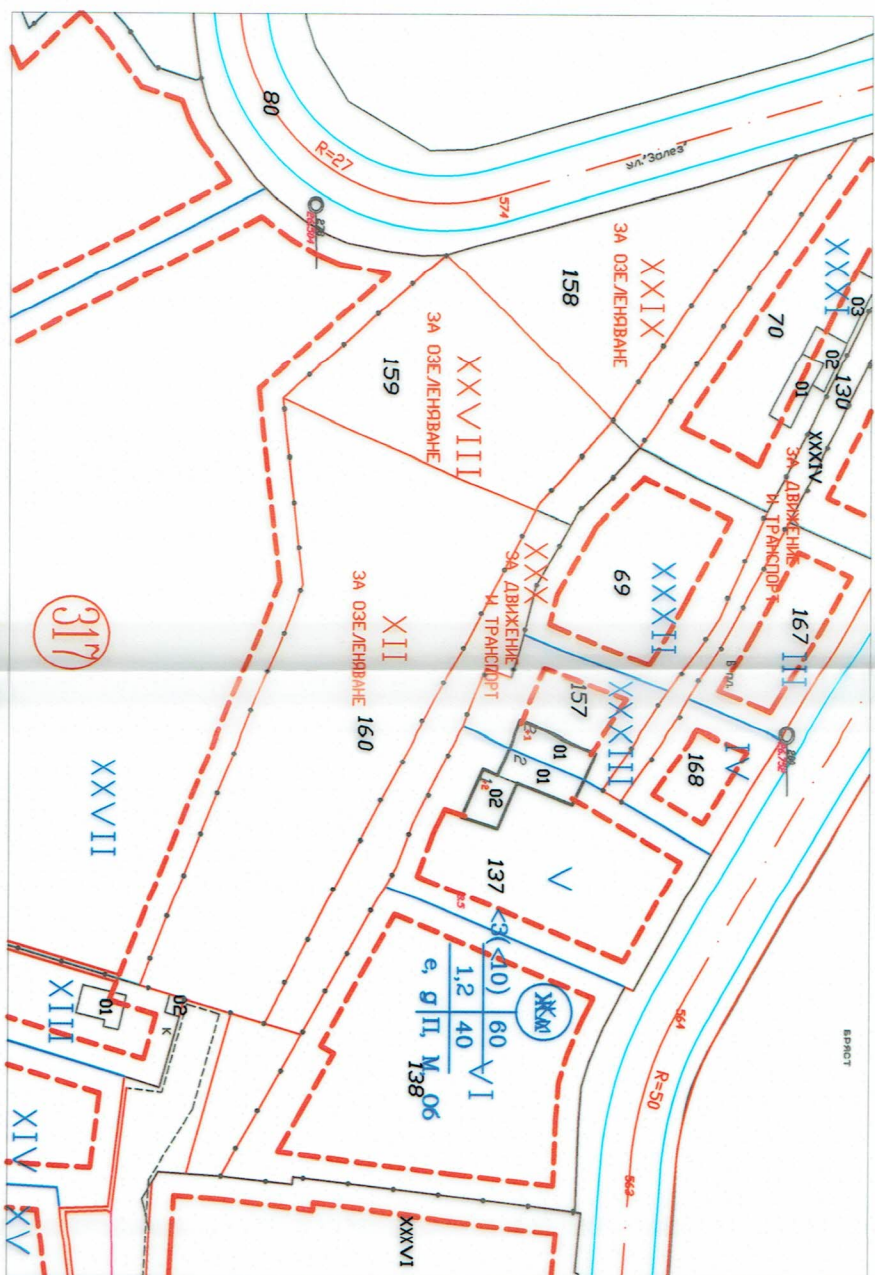 80
R=27
574
ул."Залез"
XXIX
ЗА ОЗЕЛЕНЯВАНЕ
158
XXXI
70
03
02
01
130
XXXIV
ЗА ДВИЖЕНИЕ
И ТРАНСПОРТ
XXVIII
ЗА ОЗЕЛЕНЯВАНЕ
159
XXX
ЗА ДВИЖЕНИЕ
И ТРАНСПОРТ
69
XXXII
167
III
XII
ЗА ОЗЕЛЕНЯВАНЕ
160
317
157
XXXIII
01
01
02
168
IV
V
137
XXVII
ЖМ
<3(<10)
60
1,2
40
е, g
П, М, Об
VI
138
564
R=50
563
БРЯСТ
XIII
01
02
К
XIV
XV
XXXVI